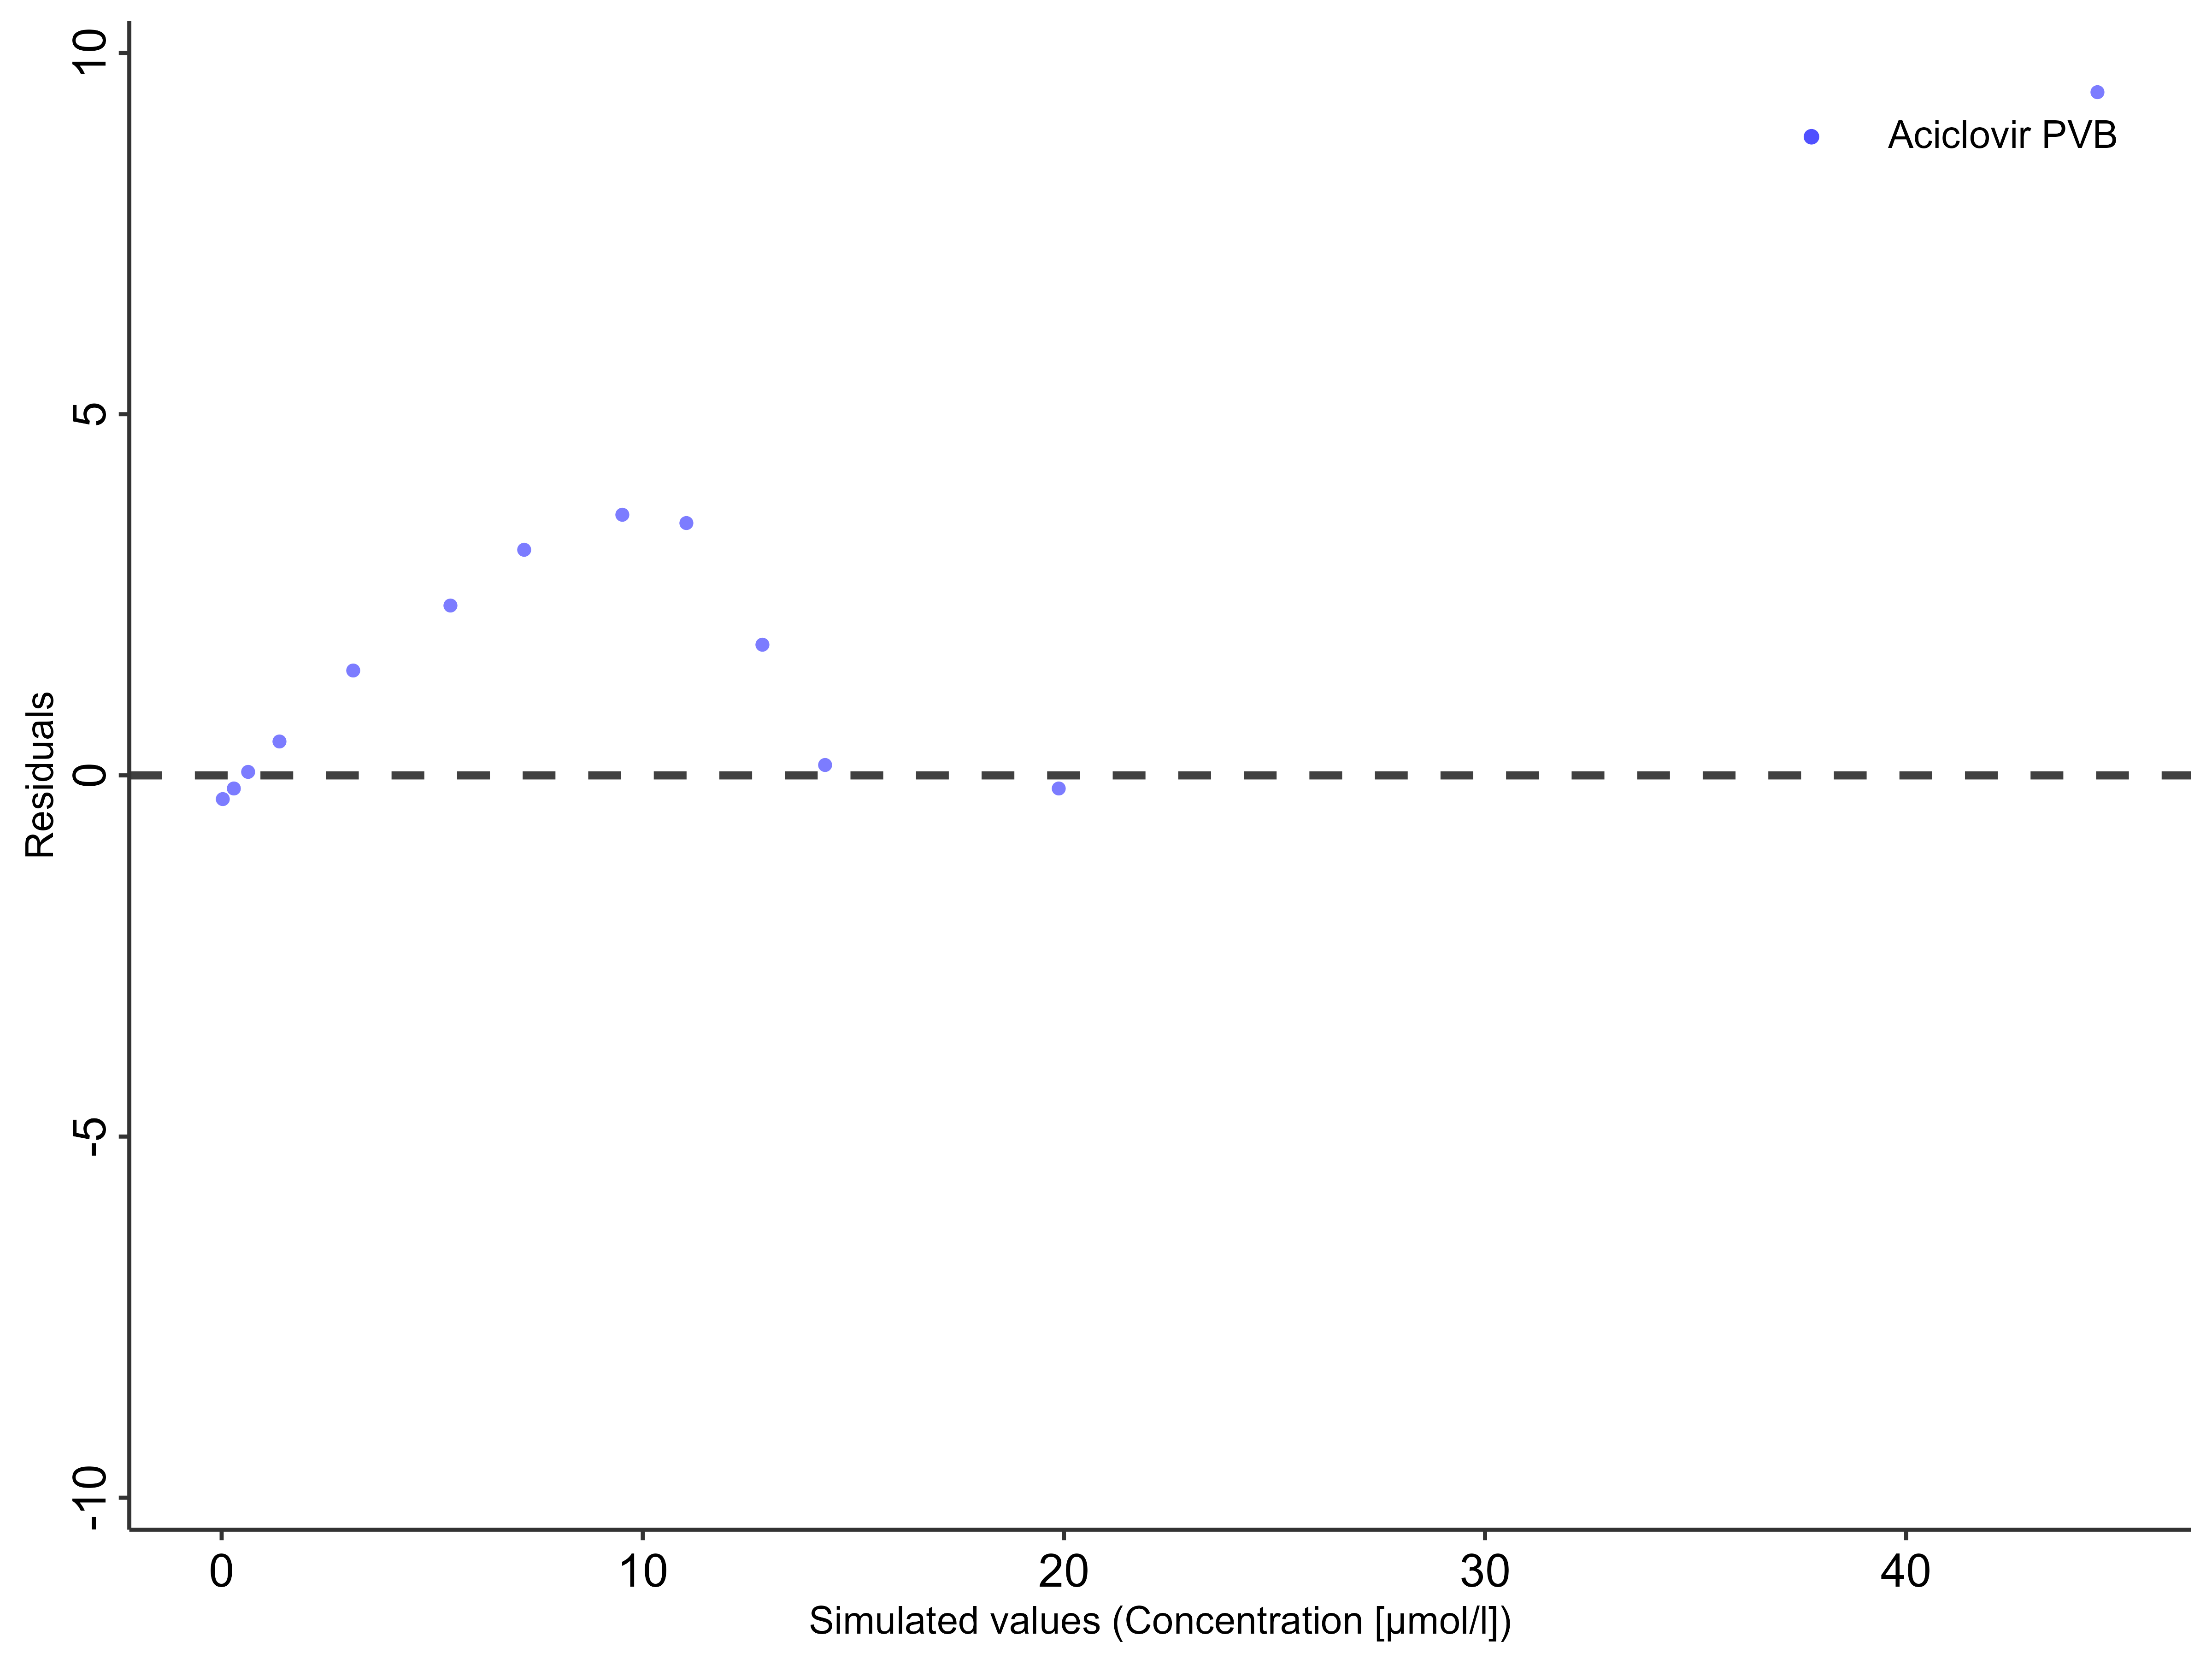 10
Aciclovir PVB
5
Residuals
0
-5
-10
0 10 20 30 40
Simulated values (Concentration [µmol/l])